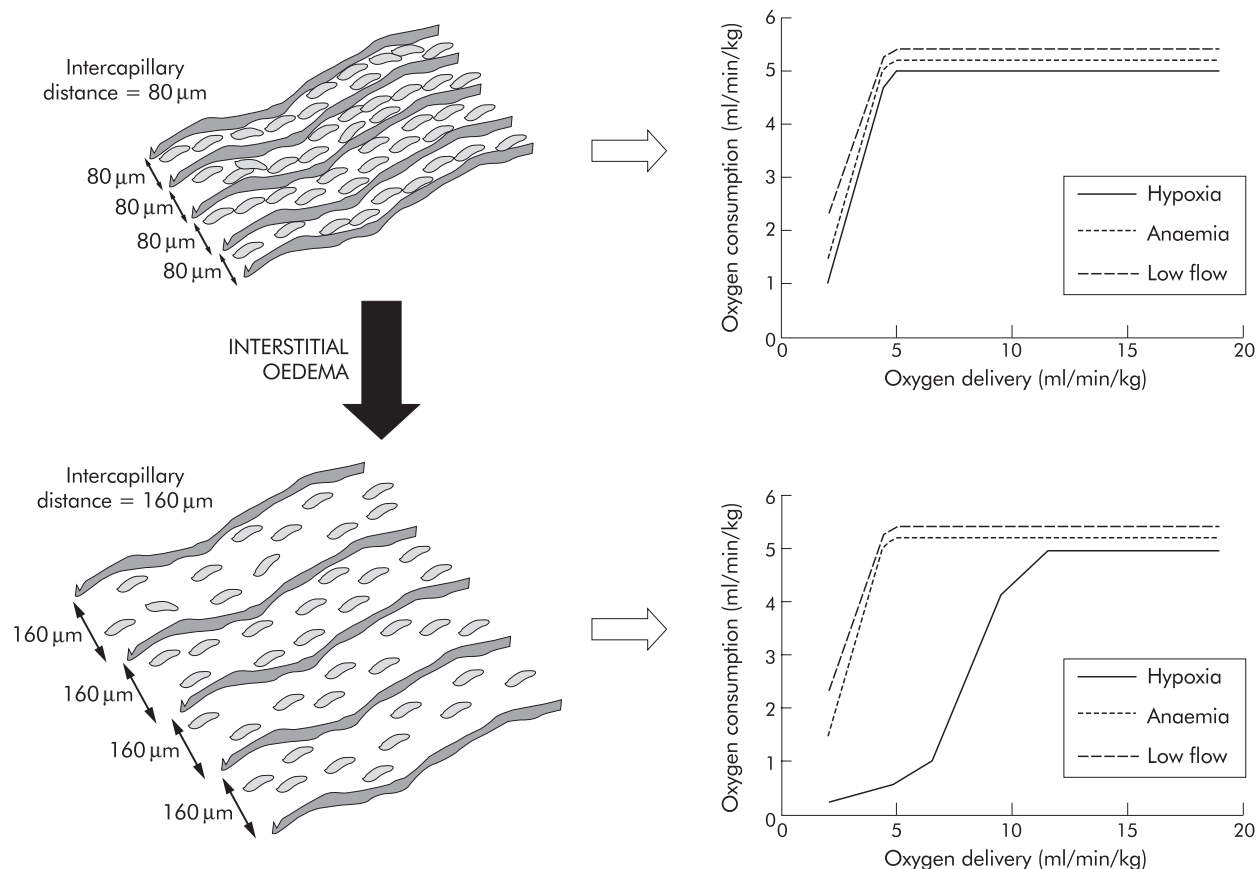 Intercapillary
distance = 80 μm
80 μm
80 μm
80 μm
80 μm
6
5
4
3
2
1
0
Oxygen consumption (ml/min/kg)
Hypoxia
Anaemia
Low flow
0
5
10
15
20
Oxygen delivery (ml/min/kg)
INTERSTITIAL
OEDEMA
Intercapillary
distance = 160 μm
160 μm
160 μm
160 μm
160 μm
6
5
4
3
2
1
0
Oxygen consumption (ml/min/kg)
Hypoxia
Anaemia
Low flow
0
5
10
15
20
Oxygen delivery (ml/min/kg)